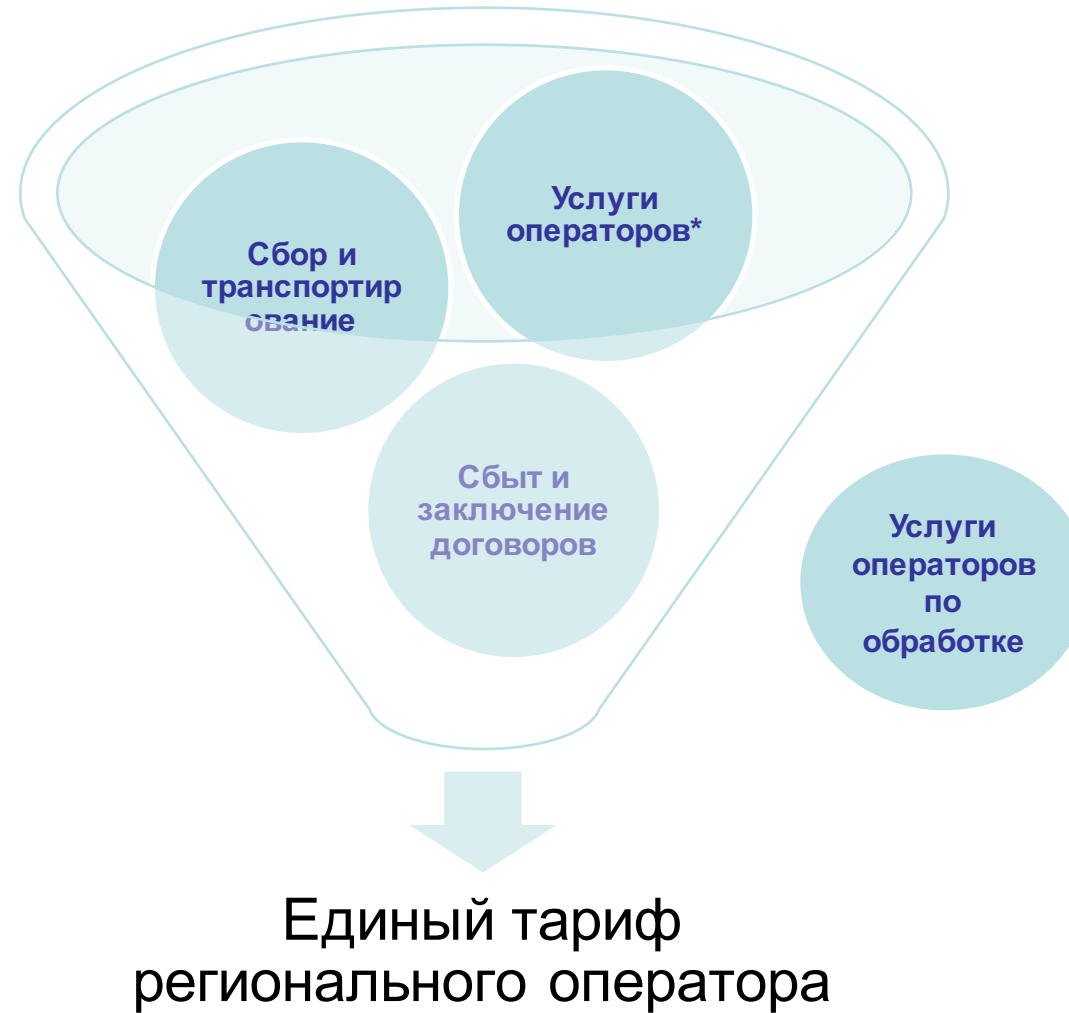 Услуги
операторов*
Сбор и
транспортир
ование
Сбыт и
заключение
договоров
Услуги
операторов
по
обработке
Единый тариф
регионального оператора